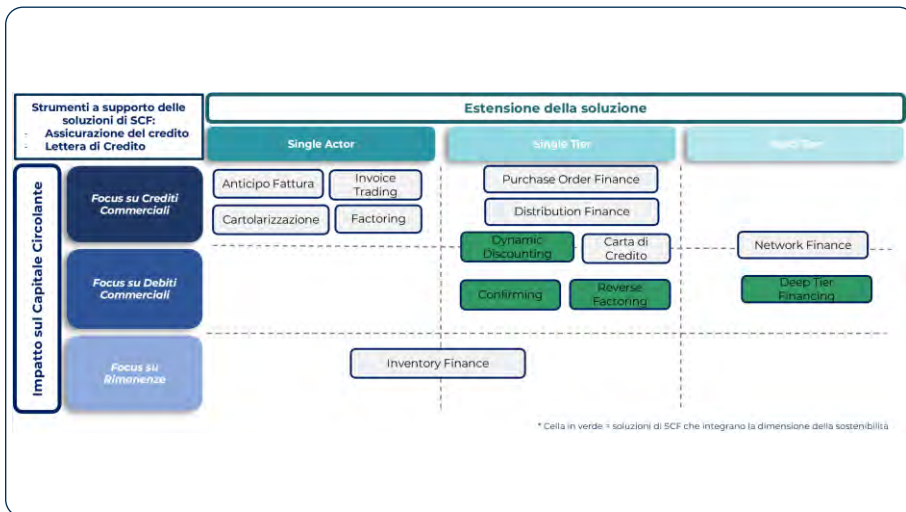 Strumenti a supporto delle
soluzioni di SCF:
· Assicurazione del credito
· Lettera di Credito
Estensione della soluzione
Single Actor
Single Tier
Multi Tier
Impatto sul Capitale Circolante
Focus su Crediti
Commerciali
Anticipo Fattura
Invoice
Trading
Cartolarizzazione
Factoring
Purchase Order Finance
Distribution Finance
Dynamic
Discounting
Carta di
Credito
Network Finance
Focus su Debiti
Commerciali
Confirming
Reverse
Factoring
Deep Tier
Financing
Focus su
Rimanenze
Inventory Finance
* Cella in verde = soluzioni di SCF che integrano la dimensione della sostenibilità